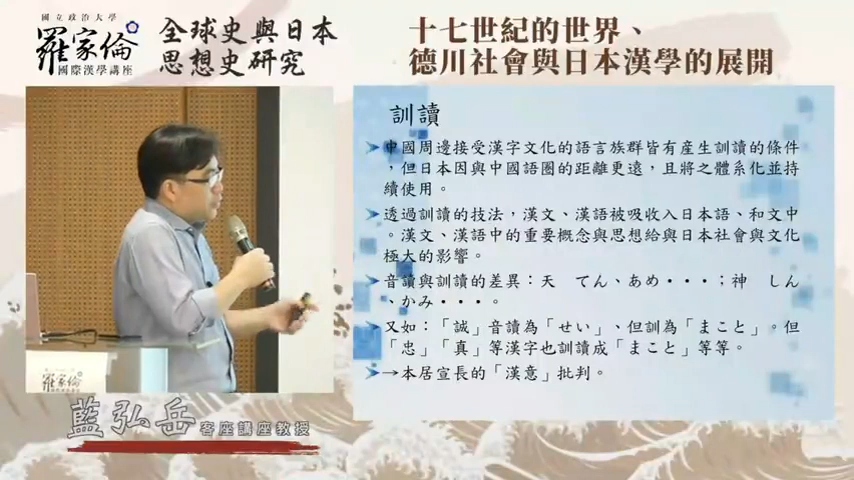 國立政治大學
羅家倫
國際漢學講座
全球史與日本
思想史研究
十七世紀的世界、
德川社會與日本漢學的展開
訓讀
➤中國周邊接受漢字文化的語言族群皆有產生訓讀的條件
，但日本因與中國語圈的距離更遠，且將之體系化並持
續使用。
➤透過訓讀的技法，漢文、漢語被吸收入日本語、和文中
。漢文、漢語中的重要概念與思想給與日本社會與文化
極大的影響。
➤音讀與訓讀的差異：天　てん、あめ・・・；神　しん
、かみ・・・。
➤又如：「誠」音讀為「せい」、但訓為「まこと」。但
「忠」「真」等漢字也訓讀成「まこと」等等。
➤→本居宣長的「漢意」批判。
羅家倫
藍弘岳 客座講座教授